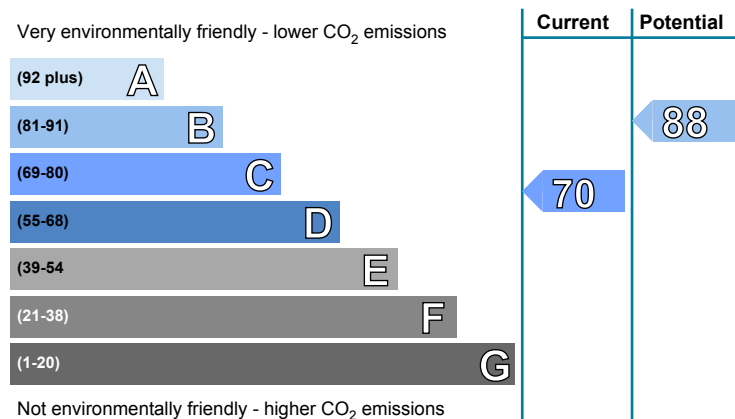 Very environmentally friendly - lower CO₂ emissions
Current
Potential
(92 plus) A
(81-91) B
(69-80) C
(55-68) D
(39-54 E
(21-38) F
(1-20) G
88
70
Not environmentally friendly - higher CO₂ emissions